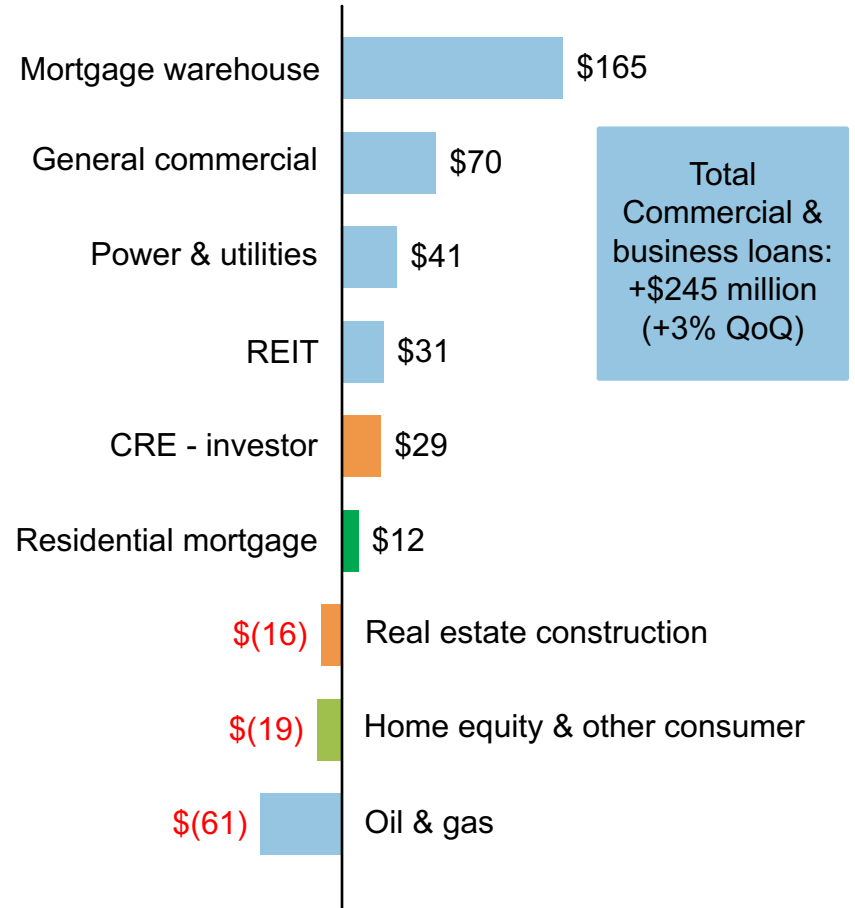 Mortgage warehouse $165
General commercial $70
Power & utilities $41
REIT $31
CRE - investor $29
Residential mortgage $12
$(16) Real estate construction
$(19) Home equity & other consumer
$(61) Oil & gas
Total
Commercial &
business loans:
+$245 million
(+3% QoQ)